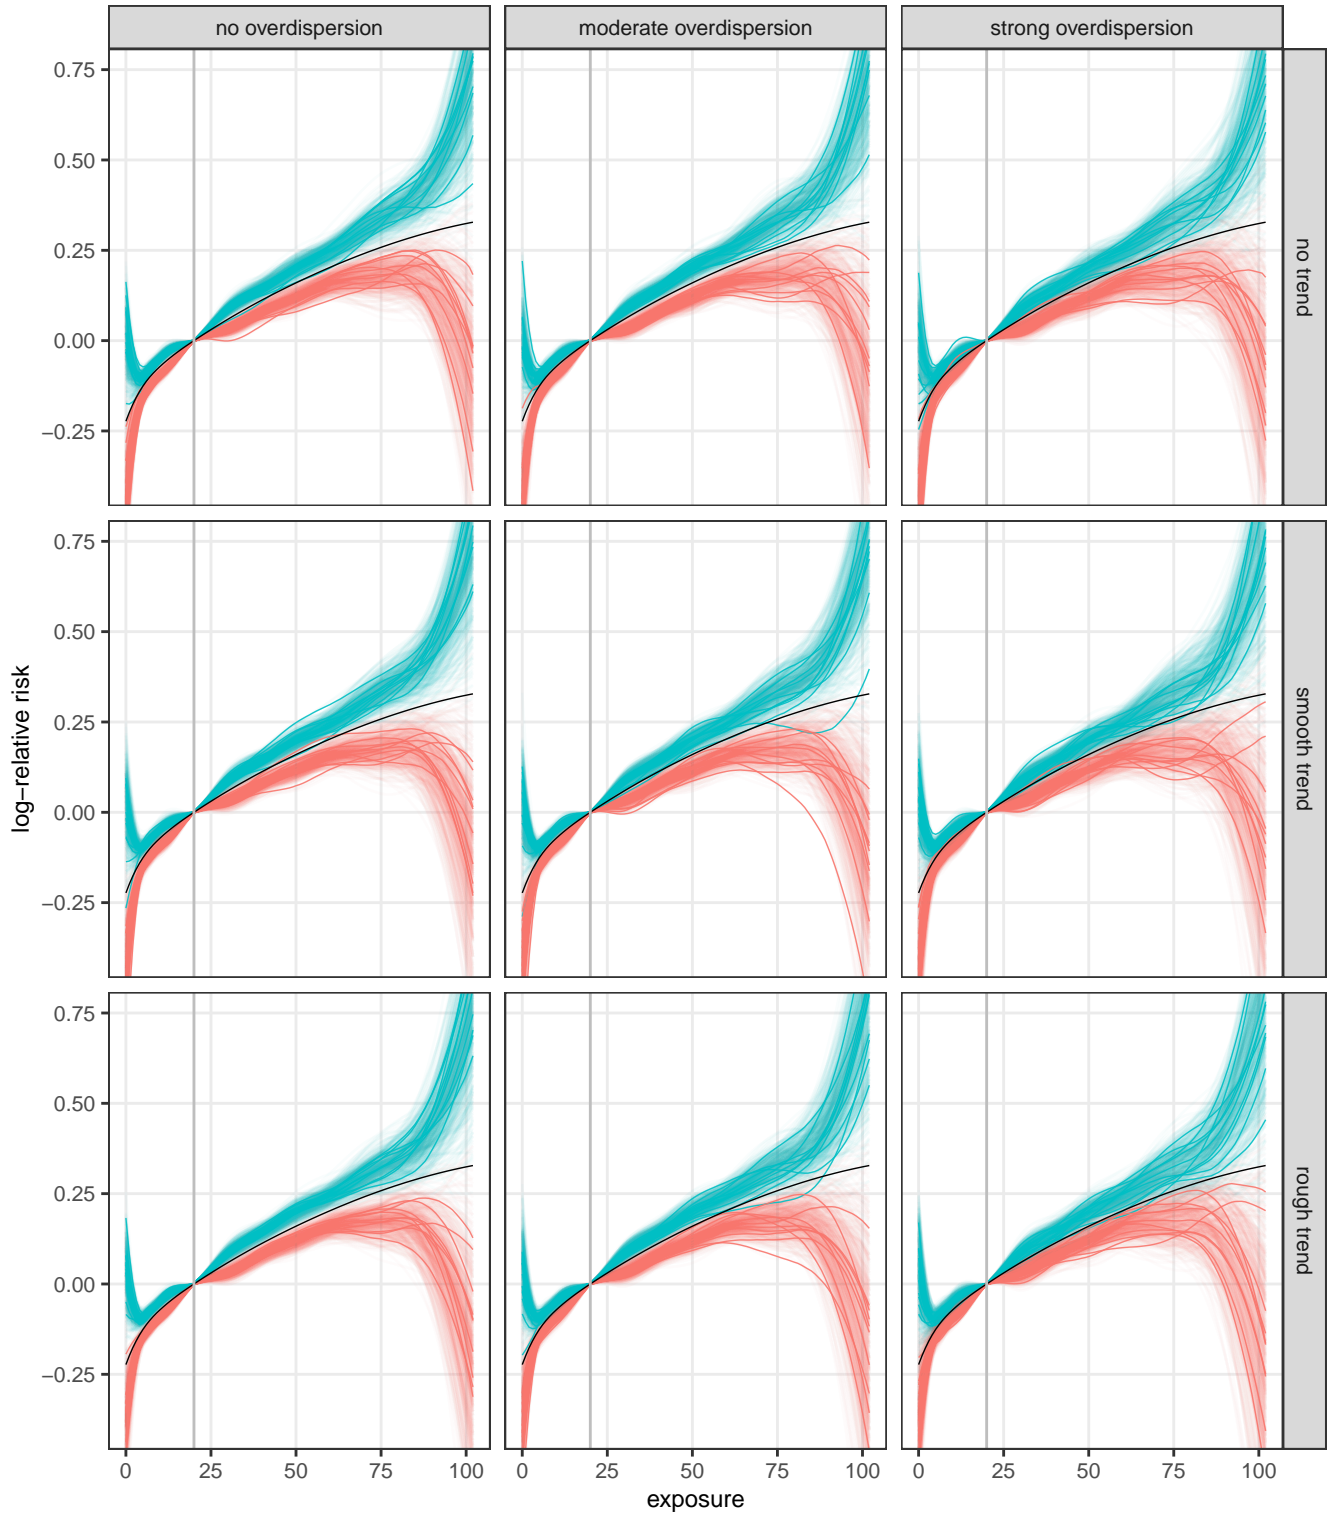 no overdispersion
moderate overdispersion
strong overdispersion
0.75
0.50
0.25
0.00
−0.25
no trend
0.75
0.50
0.25
0.00
−0.25
smooth trend
log−relative risk
0.75
0.50
0.25
0.00
−0.25
rough trend
0 25 50 75 100
0 25 50 75 100
0 25 50 75 100
exposure